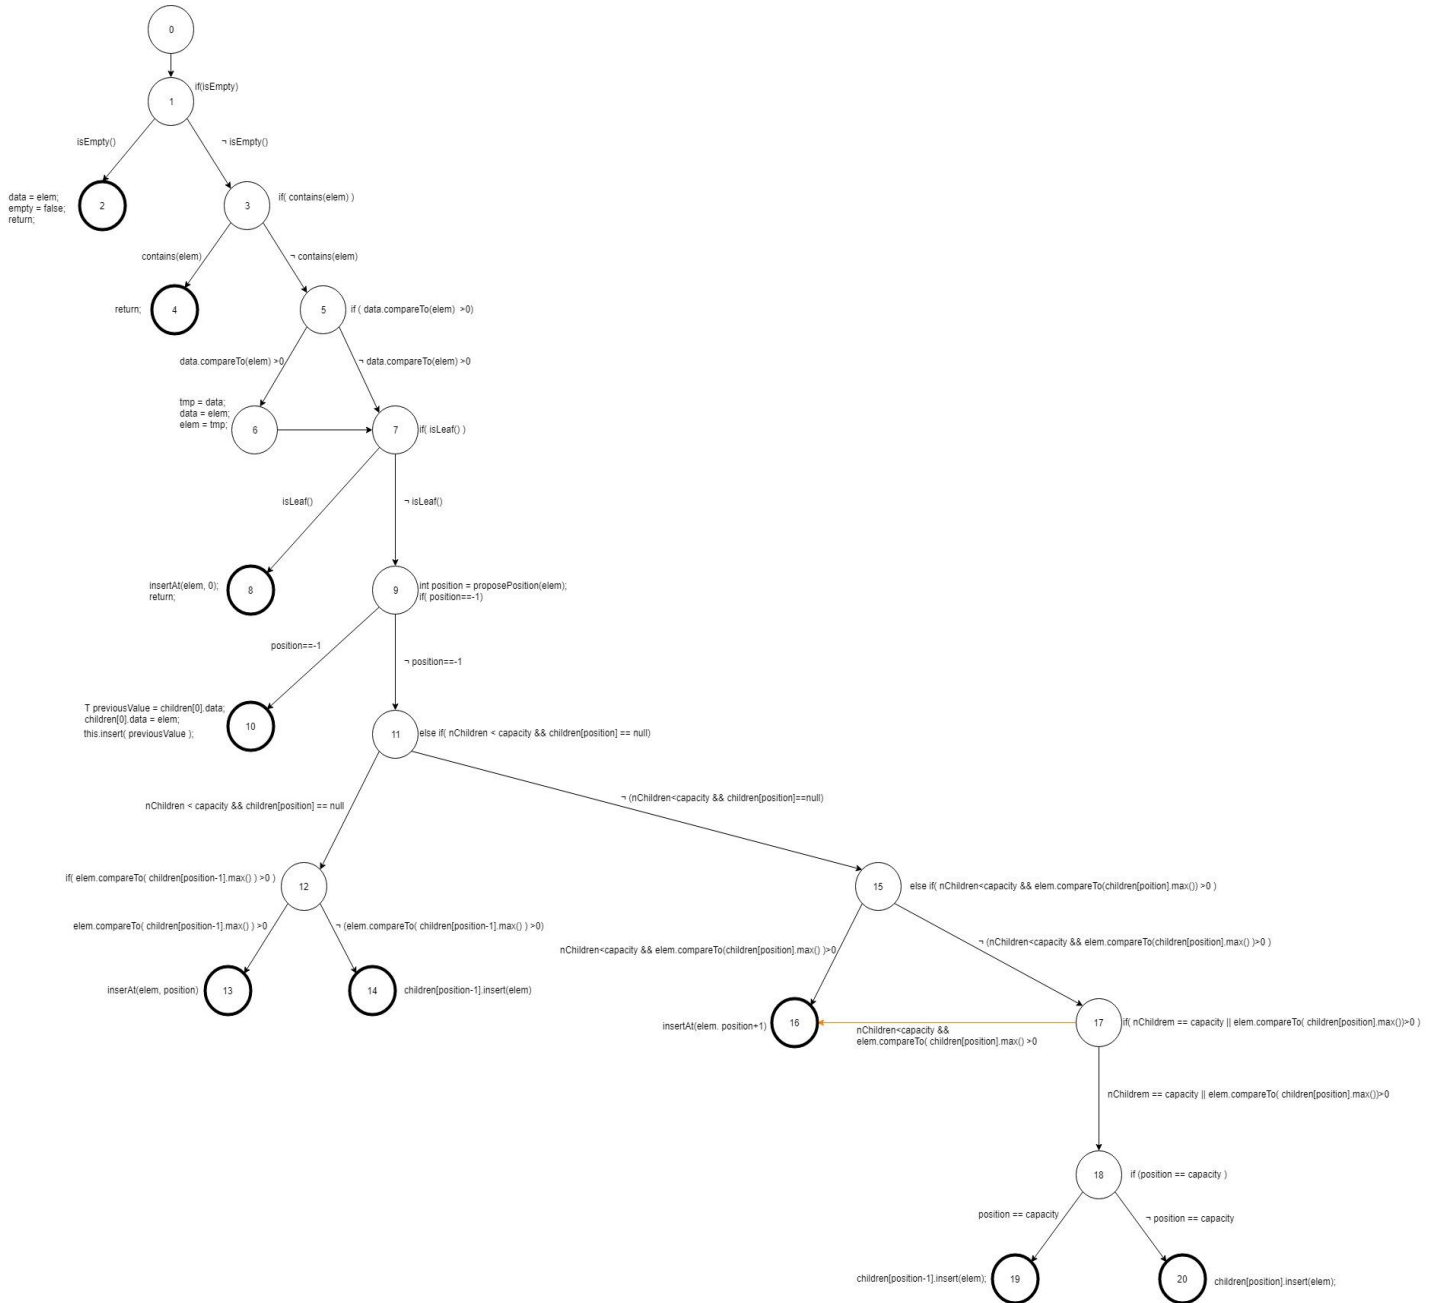 0
if(isEmpty)
1
isEmpty()
¬ isEmpty()
data = elem;
empty = false;
return;
2
3
if( contains(elem) )
contains(elem)
¬ contains(elem)
return;
4
5
if ( data.compareTo(elem)  >0)
data.compareTo(elem) >0
¬ data.compareTo(elem) >0
tmp = data;
data = elem;
elem = tmp;
6
7
if( isLeaf() )
isLeaf()
¬ isLeaf()
insertAt(elem, 0);
return;
8
9
int position = proposePosition(elem);
if( position==-1)
position==-1
¬ position==-1
T previousValue = children[0].data;
children[0].data = elem;
this.insert( previousValue );
10
11
else if( nChildren < capacity && children[position] == null)
nChildren < capacity && children[position] == null
¬ (nChildren<capacity && children[position]==null)
if( elem.compareTo( children[position-1].max() ) >0 )
12
15
else if( nChildren<capacity && elem.compareTo(children[poition].max()) >0 )
elem.compareTo( children[position-1].max() ) >0
¬ (elem.compareTo( children[position-1].max() ) >0)
nChildren<capacity && elem.compareTo(children[position].max() )>0
¬ (nChildren<capacity && elem.compareTo(children[position].max() )>0 )
inserAt(elem, position)
13
14
children[position-1].insert(elem)
insertAt(elem. position+1)
16
nChildren<capacity &&
elem.compareTo( children[position].max() >0
17
if( nChildrem == capacity || elem.compareTo( children[position].max())>0 )
nChildrem == capacity || elem.compareTo( children[position].max())>0
18
if (position == capacity )
position == capacity
¬ position == capacity
children[position-1].insert(elem);
19
20
children[position].insert(elem);